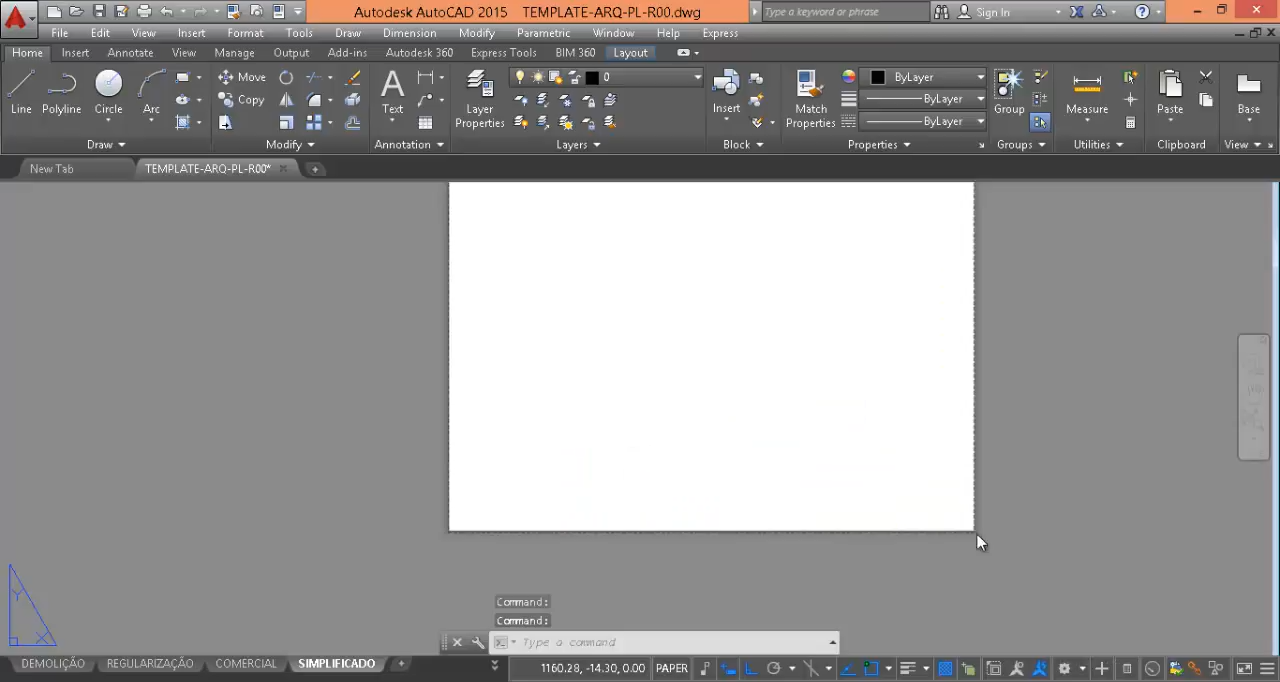 Autodesk AutoCAD 2015 TEMPLATE-ARQ-PL-R00.dwg
Type a keyword or phrase
Sign In
File Edit View Insert Format Tools Draw Dimension Modify Parametric Window Help Express
Home Insert Annotate View Manage Output Add-ins Autodesk 360 Express Tools BIM 360 Layout
Line Polyline Circle Arc
Move
Copy
Text
Layer Properties
0
Insert
Match Properties
ByLayer
ByLayer
ByLayer
Group
Measure
Paste
Base
Draw Modify Annotation Layers Block Properties Groups Utilities Clipboard View
New Tab TEMPLATE-ARQ-PL-R00*
Y
X
Command:
Command:
Type a command
DEMOLIÇÃO REGULARIZAÇÃO COMERCIAL SIMPLIFICADO
1160.28, -14.30, 0.00 PAPER